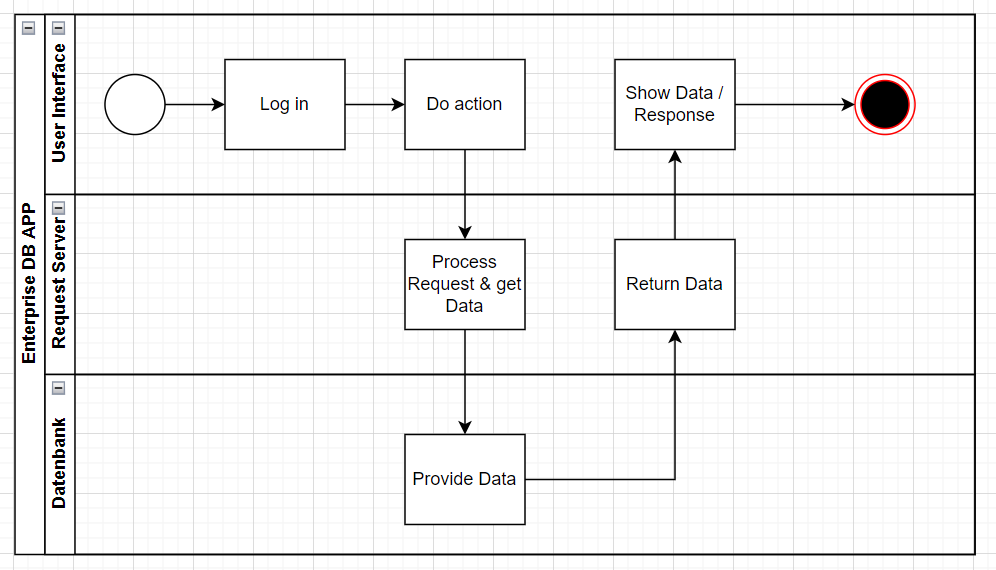 Enterprise DB APP
User Interface
Log in
Do action
Show Data /
Response
Request Server
Process
Request & get
Data
Return Data
Datenbank
Provide Data